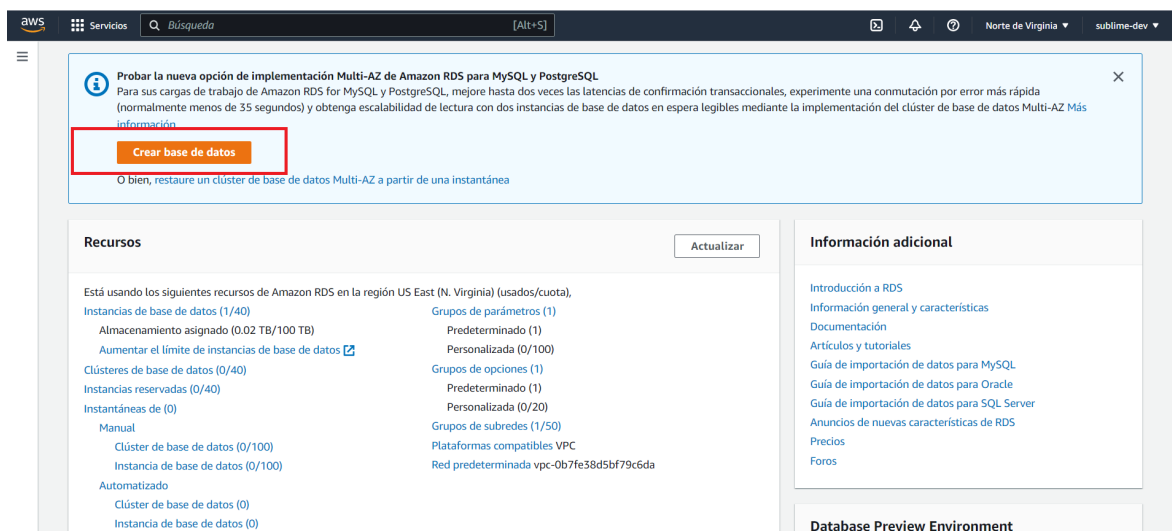 aws
Servicios
Búsqueda
[Alt+S]
Norte de Virginia
sublime-dev
Probar la nueva opción de implementación Multi-AZ de Amazon RDS para MySQL y PostgreSQL
Para sus cargas de trabajo de Amazon RDS for MySQL y PostgreSQL, mejore hasta dos veces las latencias de confirmación transaccionales, experimente una conmutación por error más rápida
(normalmente menos de 35 segundos) y obtenga escalabilidad de lectura con dos instancias de base de datos en espera legibles mediante la implementación del clúster de base de datos Multi-AZ Más
información
Crear base de datos
O bien, restaure un clúster de base de datos Multi-AZ a partir de una instantánea
Recursos
Actualizar
Está usando los siguientes recursos de Amazon RDS en la región US East (N. Virginia) (usados/cuota),
Instancias de base de datos (1/40)
Almacenamiento asignado (0.02 TB/100 TB)
Aumentar el límite de instancias de base de datos
Clústeres de base de datos (0/40)
Instancias reservadas (0/40)
Instantáneas de (0)
Manual
Clúster de base de datos (0/100)
Instancia de base de datos (0/100)
Automatizado
Clúster de base de datos (0)
Instancia de base de datos (0)
Grupos de parámetros (1)
Predeterminado (1)
Personalizada (0/100)
Grupos de opciones (1)
Predeterminado (1)
Personalizada (0/20)
Grupos de subredes (1/50)
Plataformas compatibles VPC
Red predeterminada vpc-0b7fe38d5bf79c6da
Información adicional
Introducción a RDS
Información general y características
Documentación
Artículos y tutoriales
Guía de importación de datos para MySQL
Guía de importación de datos para Oracle
Guía de importación de datos para SQL Server
Anuncios de nuevas características de RDS
Precios
Foros
Database Preview Environment